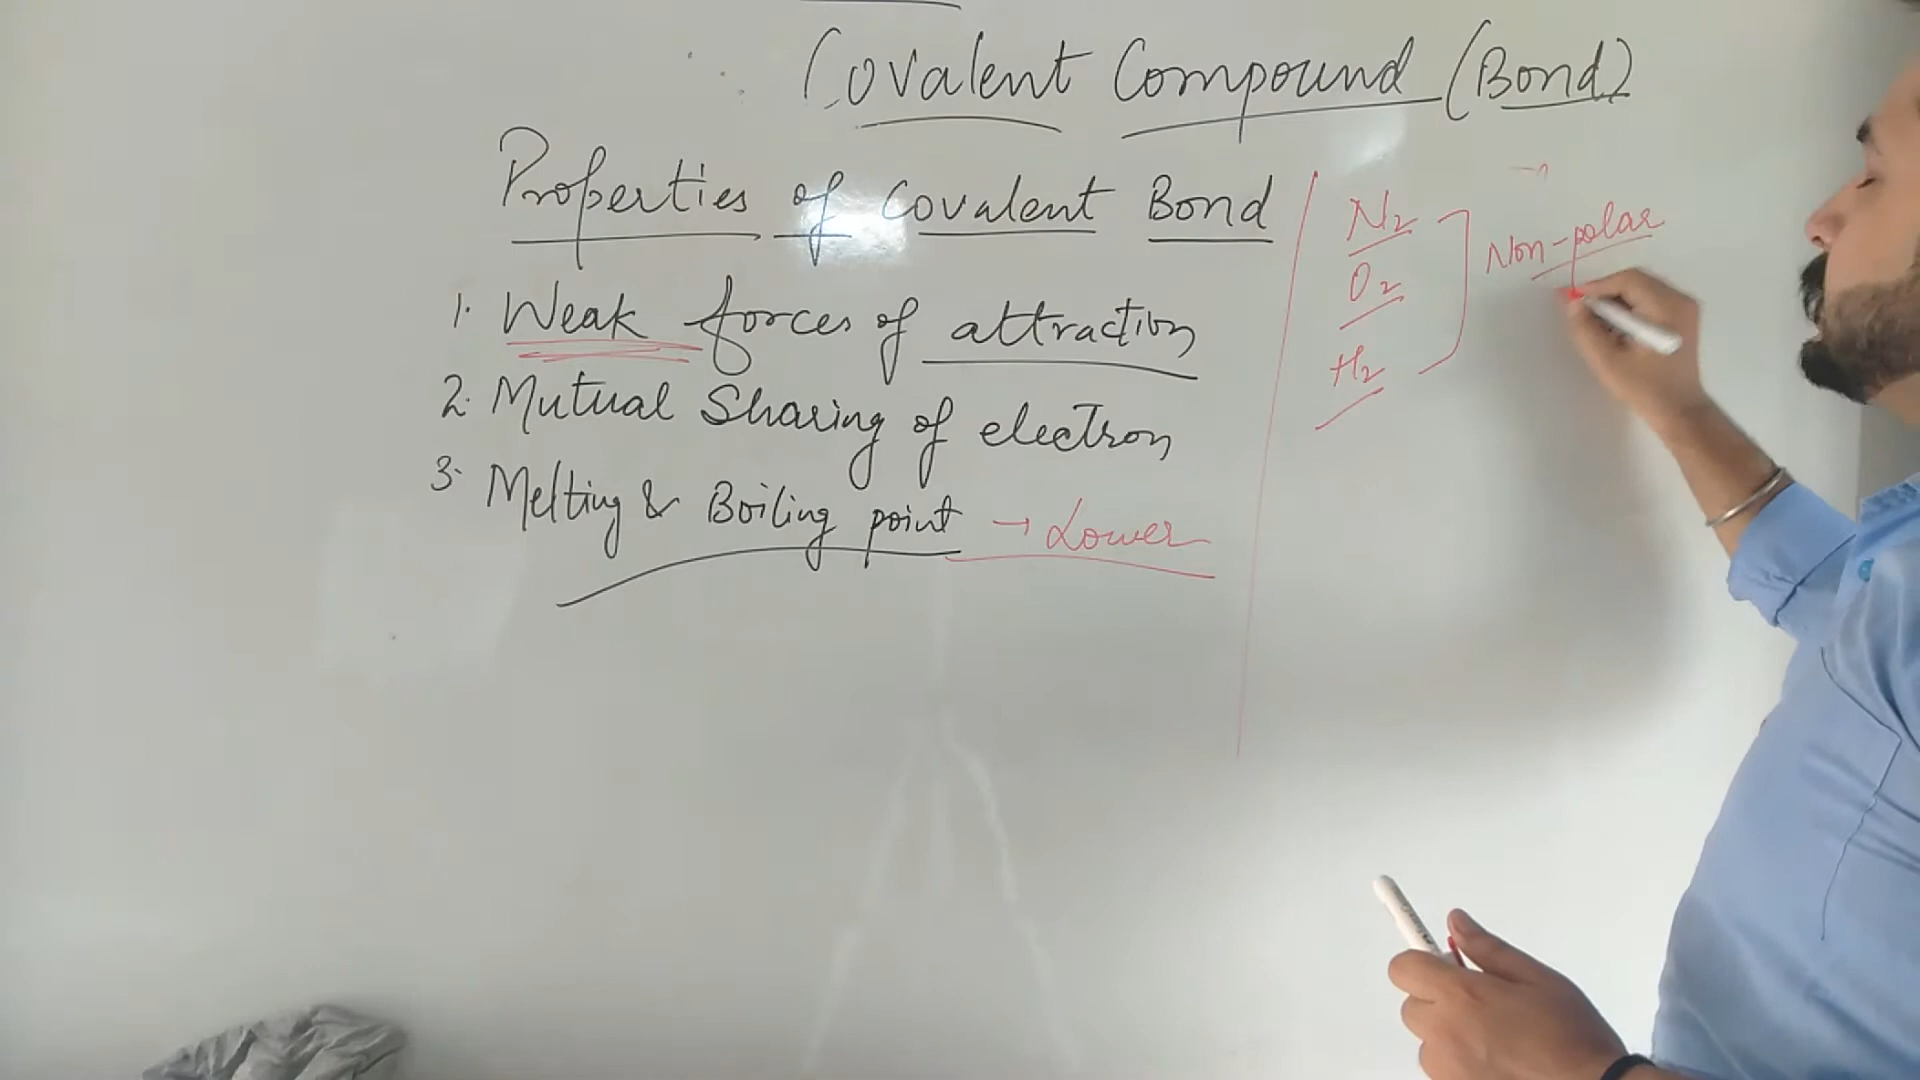 Covalent Compound (Bond)
Properties of Covalent Bond
1. Weak forces of attraction
2. Mutual Sharing of electron
3. Melting & Boiling point → Lower
N₂
O₂
H₂
Non-polar